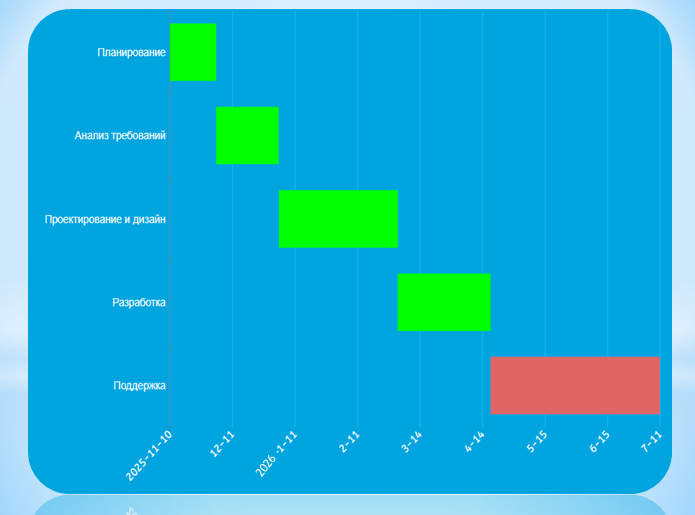 Планирование
Анализ требований
Проектирование и дизайн
Разработка
Поддержка
2025-11-10
12-11
2026 -1-11
2-11
3-14
4-14
5-15
6-15
7-11